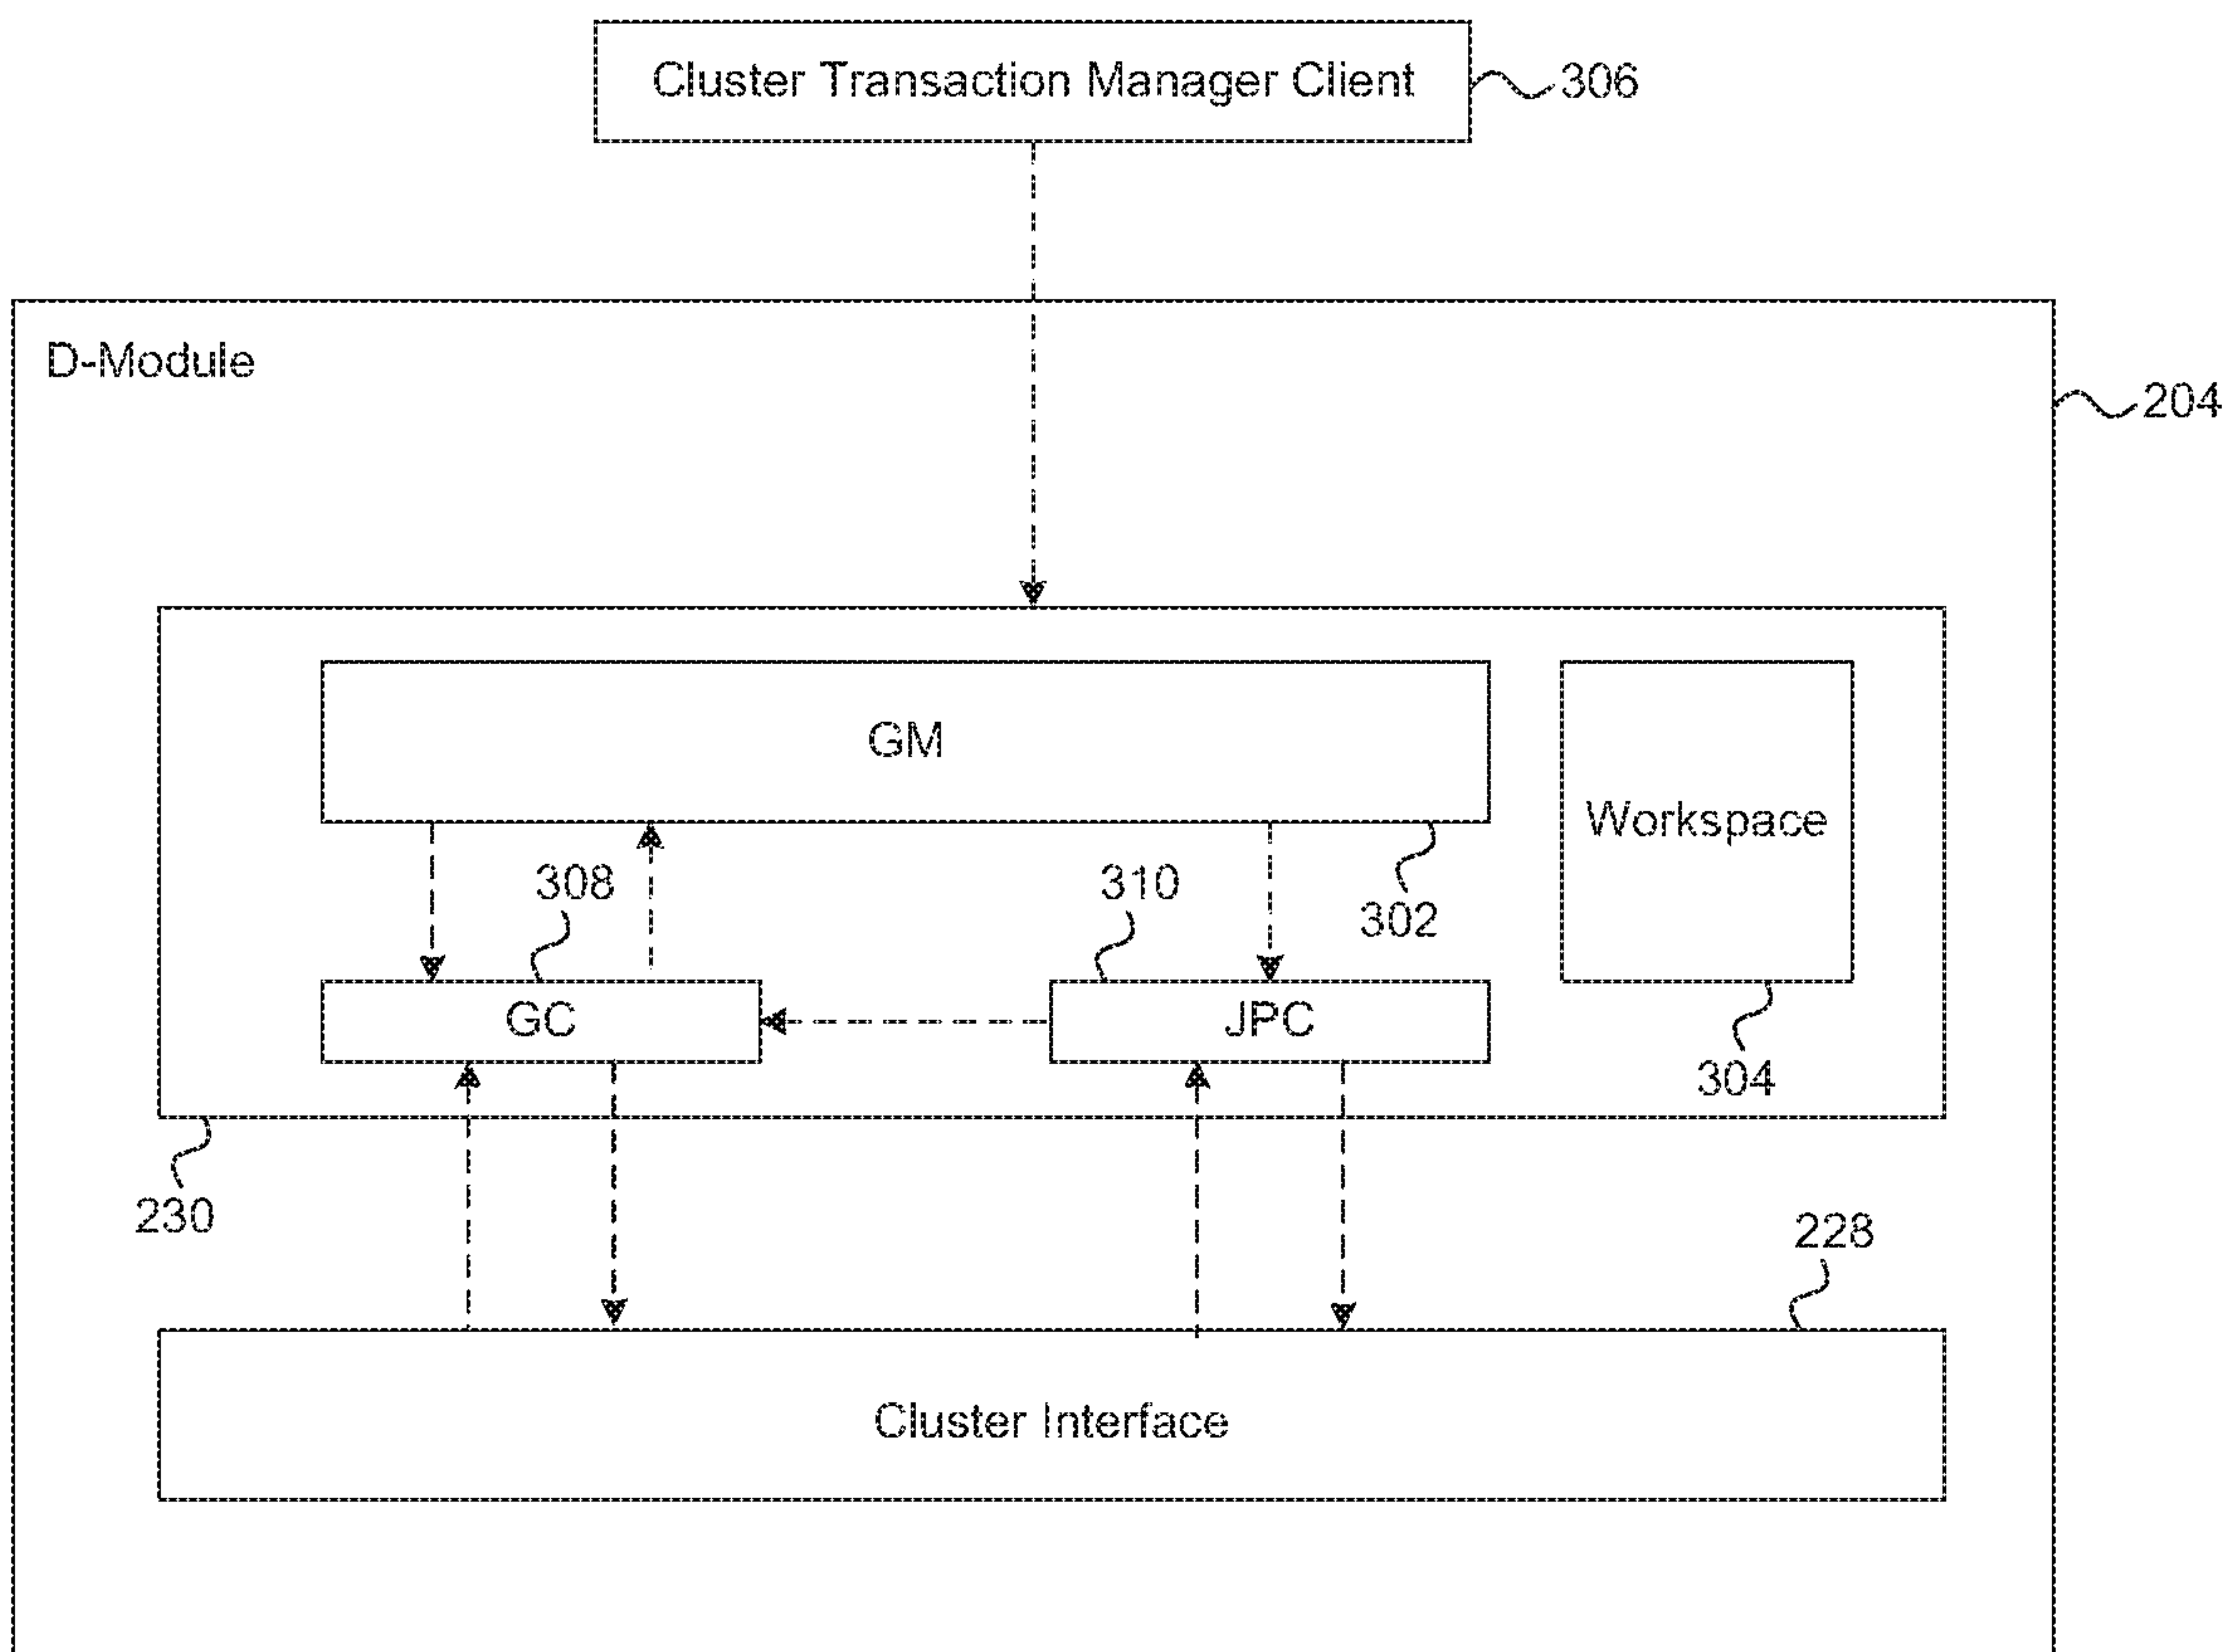 Cluster Transaction Manager Client
306
D-Module
204
GM
Workspace
308
310
302
GC
JPC
304
230
228
Cluster Interface